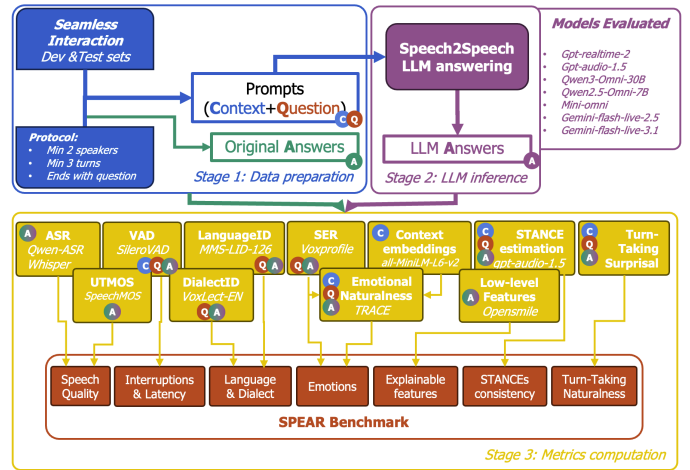 Seamless
Interaction
Dev &Test sets
Protocol:
• Min 2 speakers
• Min 3 turns
• Ends with question
Prompts
(Context+Question)
C Q
Original Answers
A
Stage 1: Data preparation
Speech2Speech
LLM answering
LLM Answers
A
Stage 2: LLM inference
Models Evaluated
• Gpt-realtime-2
• Gpt-audio-1.5
• Qwen3-Omni-30B
• Qwen2.5-Omni-7B
• Mini-omni
• Gemini-flash-live-2.5
• Gemini-flash-live-3.1
A
ASR
Qwen-ASR
Whisper
VAD
SileroVAD
C Q A
LanguageID
MMS-LID-126
Q A
SER
Voxprofile
Q A
C
Context
embeddings
all-MiniLM-L6-v2
C Q A
STANCE
estimation
gpt-audio-1.5
C Q A
Turn-
Taking
Surprisal
UTMOS
SpeechMOS
A
DialectID
VoxLect-EN
Q A
C Q A
Emotional
Naturalness
TRACE
A
Low-level
Features
Opensmile
Speech
Quality
Interruptions
& Latency
Language
& Dialect
Emotions
Explainable
features
STANCEs
consistency
Turn-Taking
Naturalness
SPEAR Benchmark
Stage 3: Metrics computation